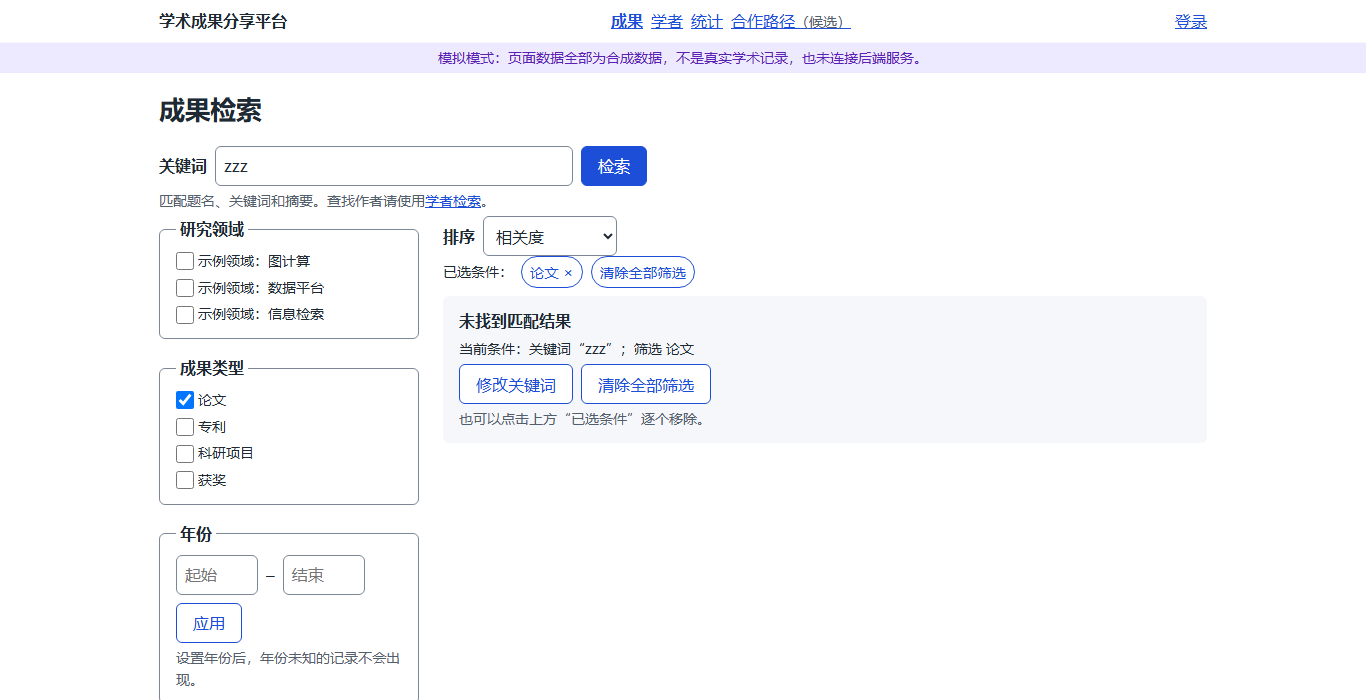 学术成果分享平台
成果 学者 统计 合作路径（候选）
登录
模拟模式：页面数据全部为合成数据，不是真实学术记录，也未连接后端服务。
成果检索
关键词 zzz 检索
匹配题名、关键词和摘要。查找作者请使用学者检索。
研究领域
示例领域：图计算
示例领域：数据平台
示例领域：信息检索
成果类型
论文
专利
科研项目
获奖
年份
起始 – 结束
应用
设置年份后，年份未知的记录不会出
现。
排序 相关度
已选条件： 论文 × 清除全部筛选
未找到匹配结果
当前条件：关键词“zzz”；筛选 论文
修改关键词 清除全部筛选
也可以点击上方“已选条件”逐个移除。